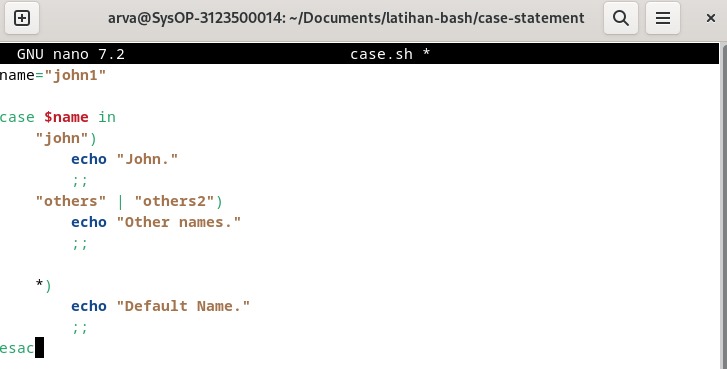 arva@SysOP-3123500014: ~/Documents/latihan-bash/case-statement
GNU nano 7.2 case.sh *
name="john1"
case $name in
"john")
echo "John."
;;
"others" | "others2")
echo "Other names."
;;
*)
echo "Default Name."
;;
esac